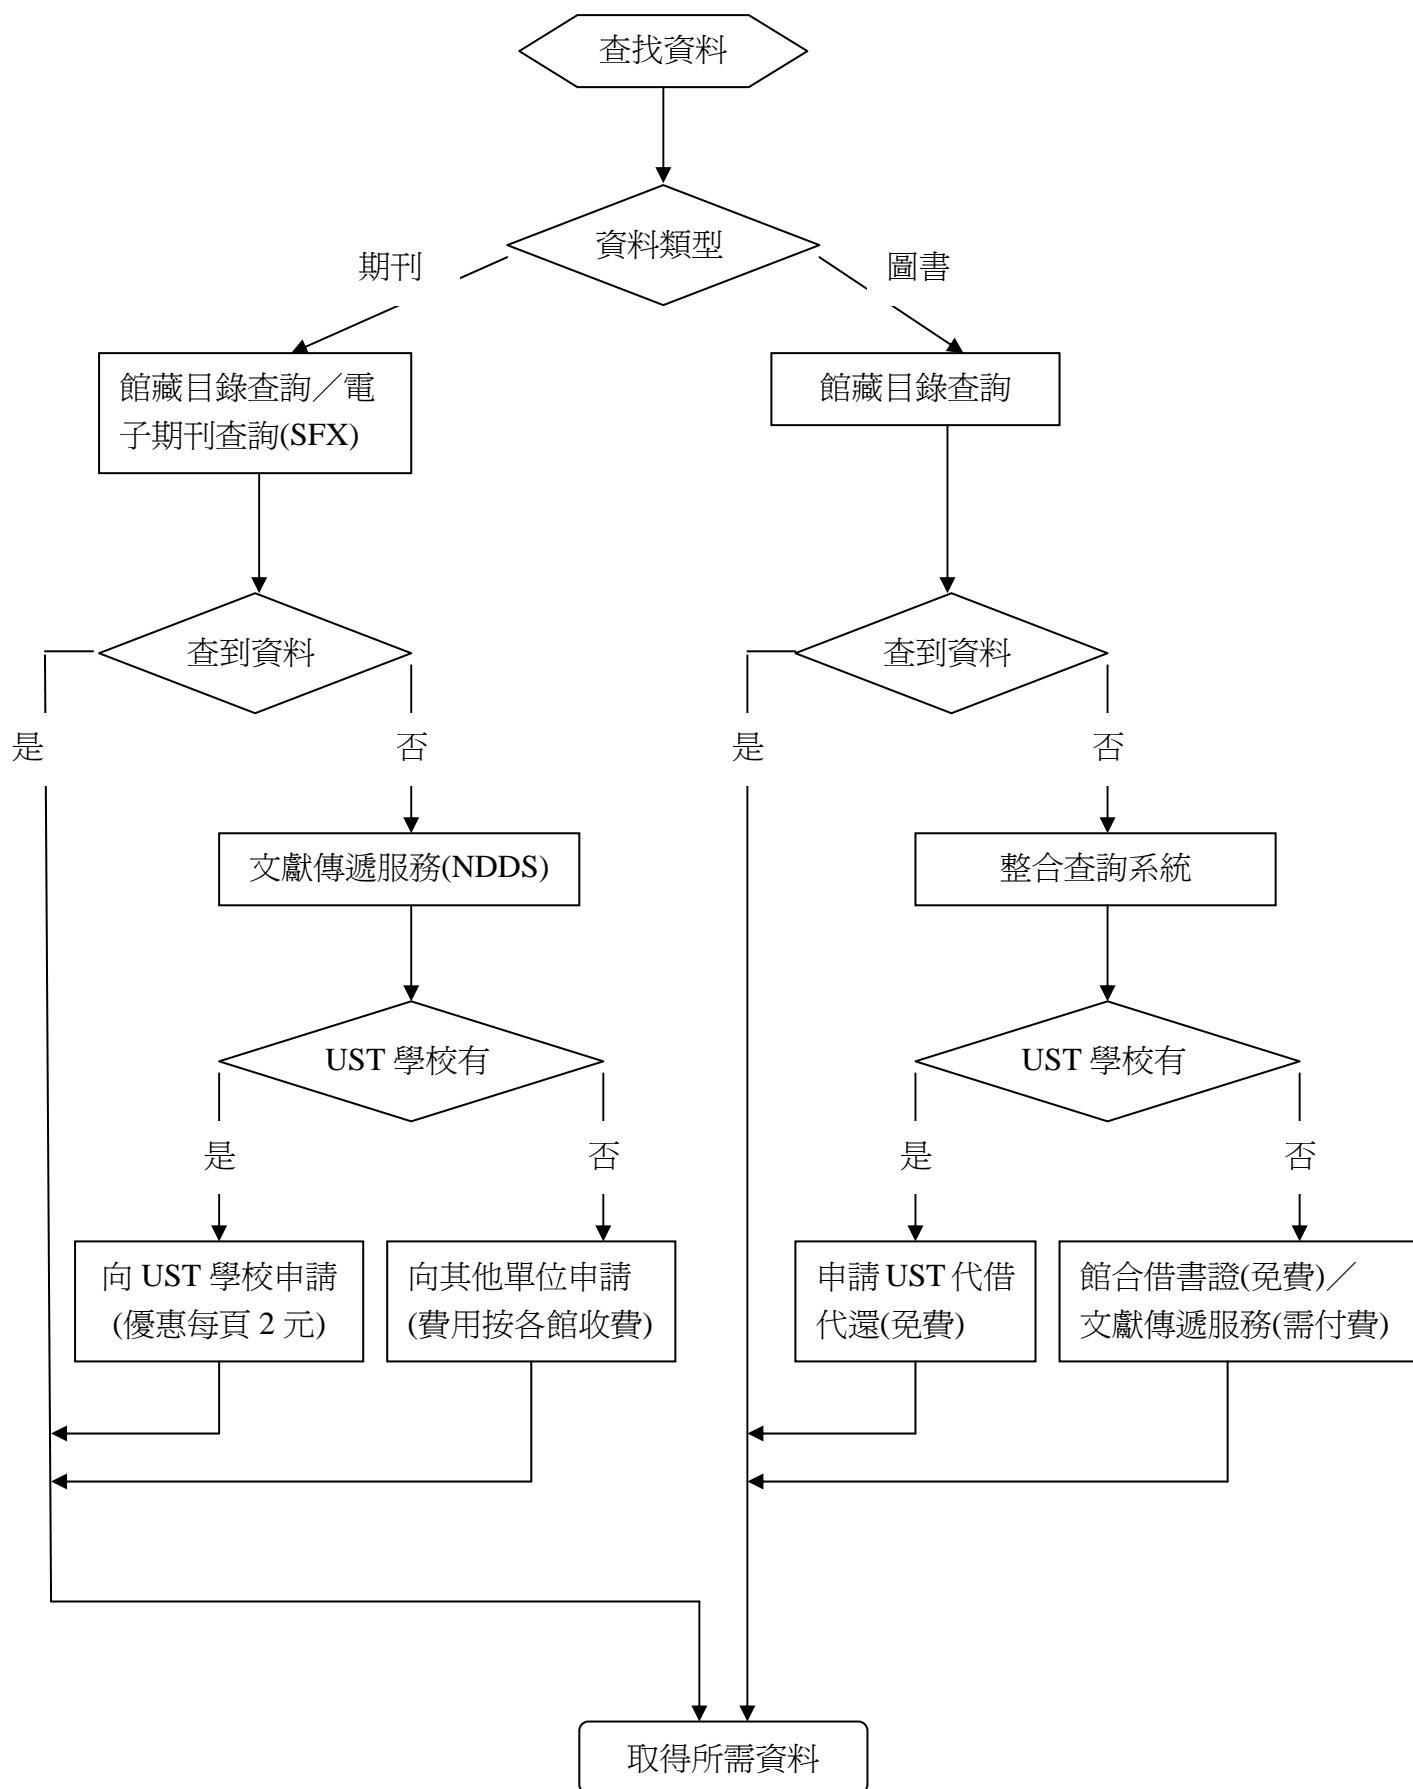 查找資料
資料類型
期刊
圖書
館藏目錄查詢／電
子期刊查詢(SFX)
館藏目錄查詢
查到資料
查到資料
是
否
是
否
文獻傳遞服務(NDDS)
整合查詢系統
UST 學校有
UST 學校有
是
否
是
否
向 UST 學校申請
(優惠每頁 2 元)
向其他單位申請
(費用按各館收費)
申請 UST 代借
代還(免費)
館合借書證(免費)／
文獻傳遞服務(需付費)
取得所需資料